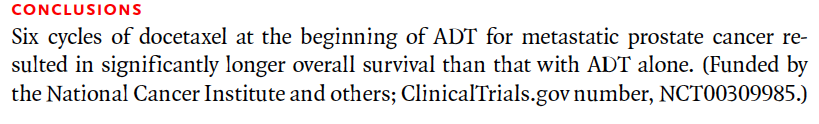 CONCLUSIONS
Six cycles of docetaxel at the beginning of ADT for metastatic prostate cancer re-
sulted in significantly longer overall survival than that with ADT alone. (Funded by
the National Cancer Institute and others; ClinicalTrials.gov number, NCT00309985.)